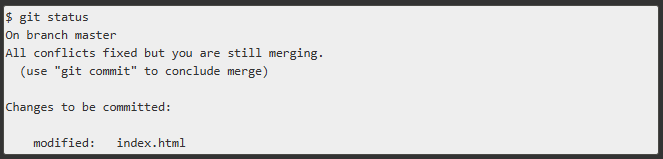 $ git status
On branch master
All conflicts fixed but you are still merging.
  (use "git commit" to conclude merge)

Changes to be committed:

    modified:   index.html